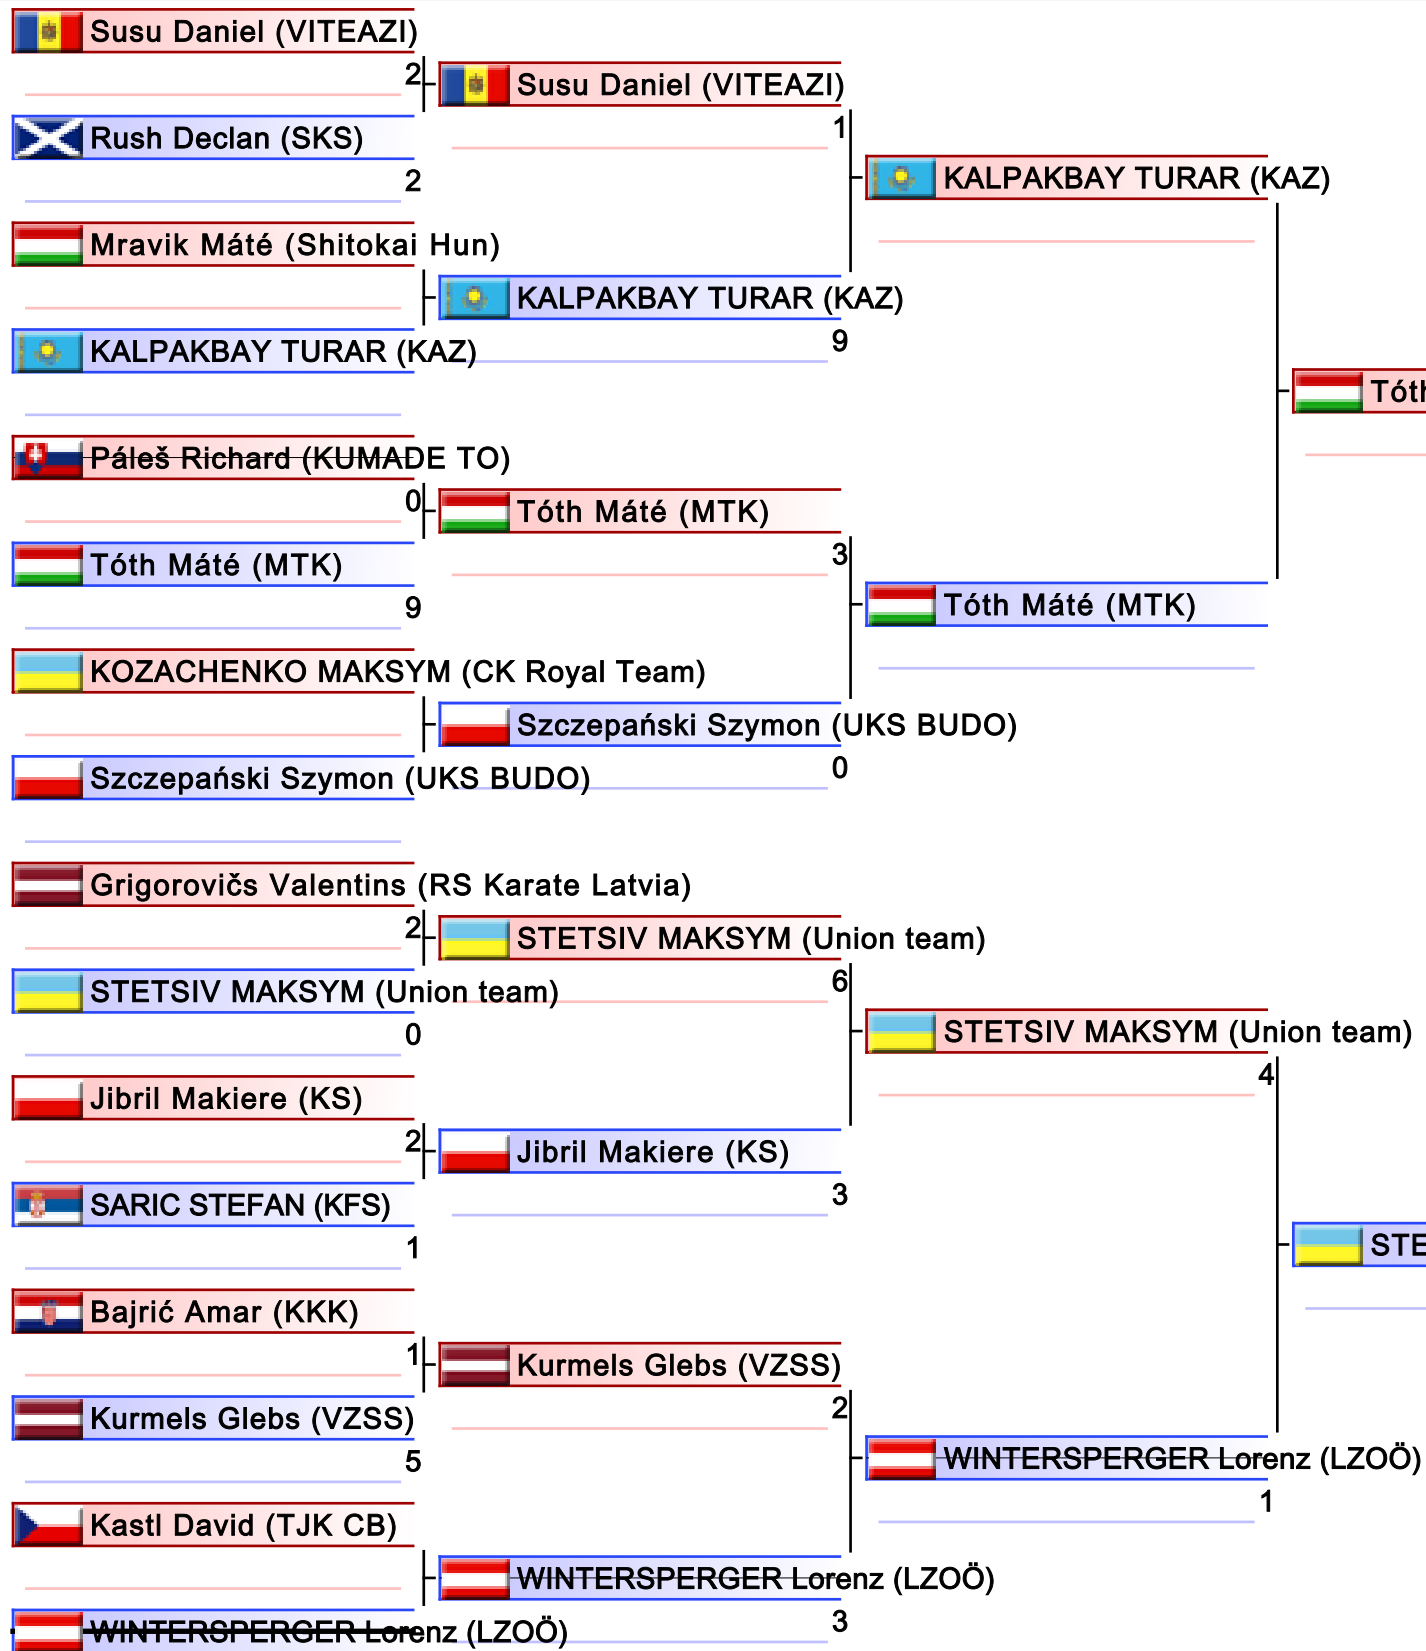 Susu Daniel (VITEAZI)
2
Susu Daniel (VITEAZI)
1
Rush Declan (SKS)
2
KALPAKBAY TURAR (KAZ)
Mravik Máté (Shitokai Hun)
KALPAKBAY TURAR (KAZ)
9
KALPAKBAY TURAR (KAZ)
Tóth
Páleš Richard (KUMADE TO)
0
Tóth Máté (MTK)
3
Tóth Máté (MTK)
9
Tóth Máté (MTK)
KOZACHENKO MAKSYM (CK Royal Team)
Szczepański Szymon (UKS BUDO)
0
Szczepański Szymon (UKS BUDO)
Grigorovičs Valentins (RS Karate Latvia)
2
STETSIV MAKSYM (Union team)
6
STETSIV MAKSYM (Union team)
0
STETSIV MAKSYM (Union team)
4
Jibril Makiere (KS)
2
Jibril Makiere (KS)
3
SARIC STEFAN (KFS)
1
STE
Bajrić Amar (KKK)
1
Kurmels Glebs (VZSS)
2
Kurmels Glebs (VZSS)
5
WINTERSPERGER Lorenz (LZOÖ)
1
Kastl David (TJK CB)
WINTERSPERGER Lorenz (LZOÖ)
3
WINTERSPERGER Lorenz (LZOÖ)